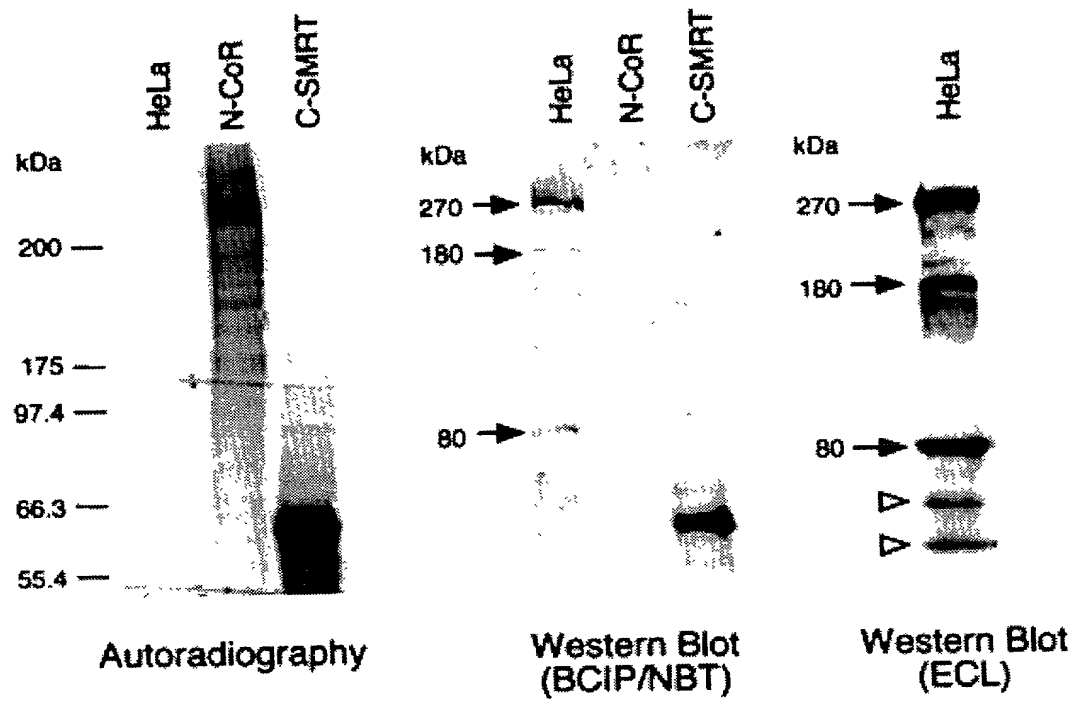 HeLa
N-CoR
C-SMRT
kDa
200
175
97.4
66.3
55.4
Autoradiography
HeLa
N-CoR
C-SMRT
kDa
270
180
80
Western Blot
(BCIP/NBT)
HeLa
kDa
270
180
80
Western Blot
(ECL)